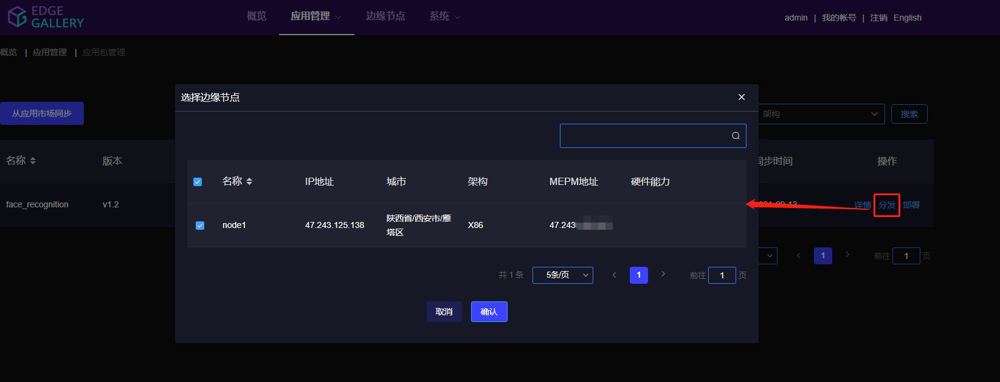 EDGE
GALLERY
概览 应用管理 边缘节点 系统
admin | 我的帐号 | 注销 English
概览 | 应用管理 | 应用包管理
选择边缘节点
从应用市场同步
架构 搜索
名称 版本
同步时间 操作
名称 IP地址 城市 架构 MEPM地址 硬件能力
face_recognition v1.2
详情 分发 部署
node1 47.243.125.138 陕西省/西安市/雁塔区 X86 47.243
1 前往 1 页
共 1 条 5条/页 1 前往 1 页
取消 确认